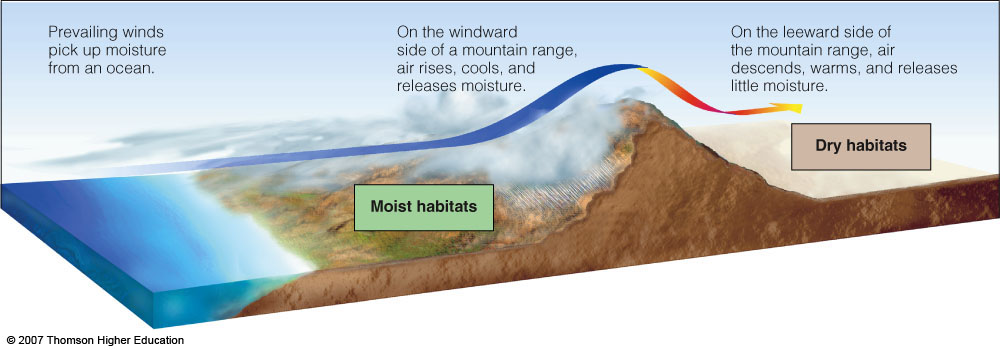 Prevailing winds
pick up moisture
from an ocean.
On the windward
side of a mountain range,
air rises, cools, and
releases moisture.
On the leeward side of
the mountain range, air
descends, warms, and releases
little moisture.
Dry habitats
Moist habitats
© 2007 Thomson Higher Education